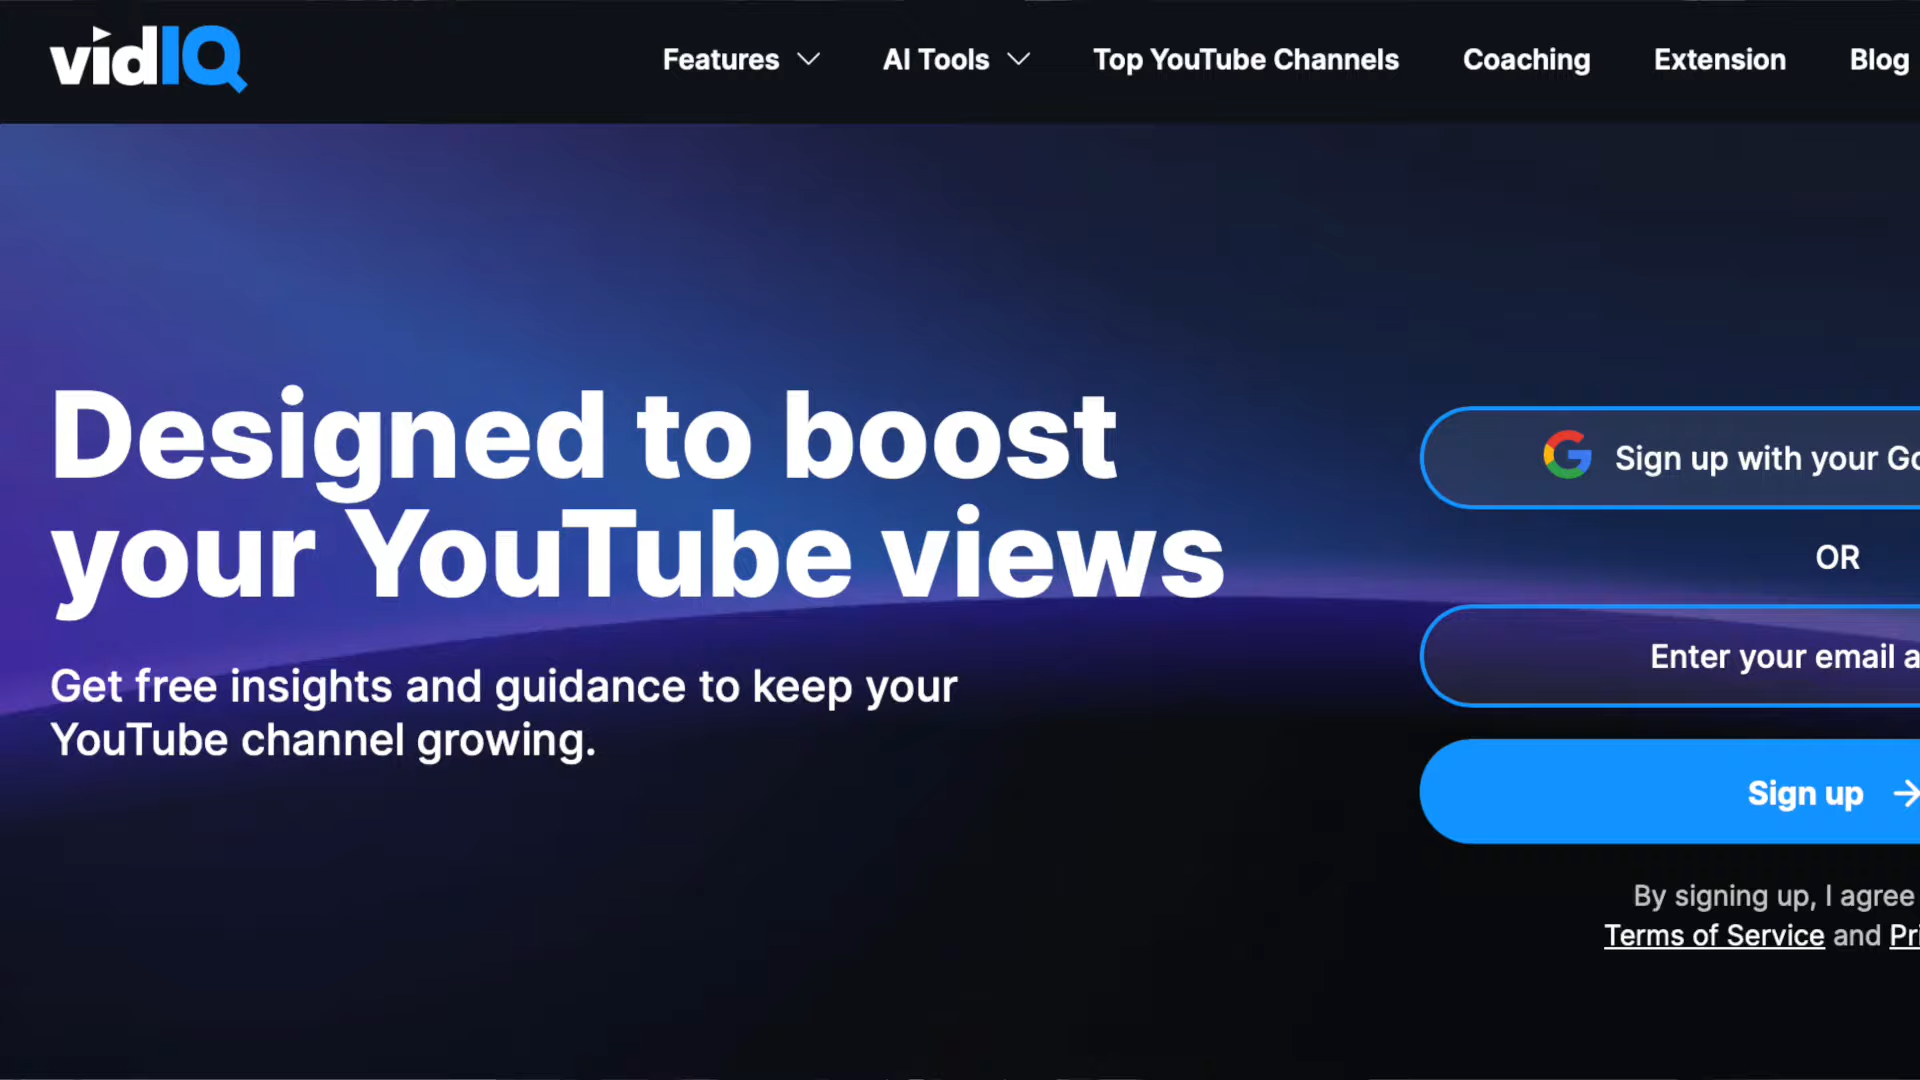 vidIQ
Features
AI Tools
Top YouTube Channels
Coaching
Extension
Blog
Designed to boost
your YouTube views
Get free insights and guidance to keep your
YouTube channel growing.
Sign up with your
OR
Enter your email
Sign up
By signing up, I agree
Terms of Service and